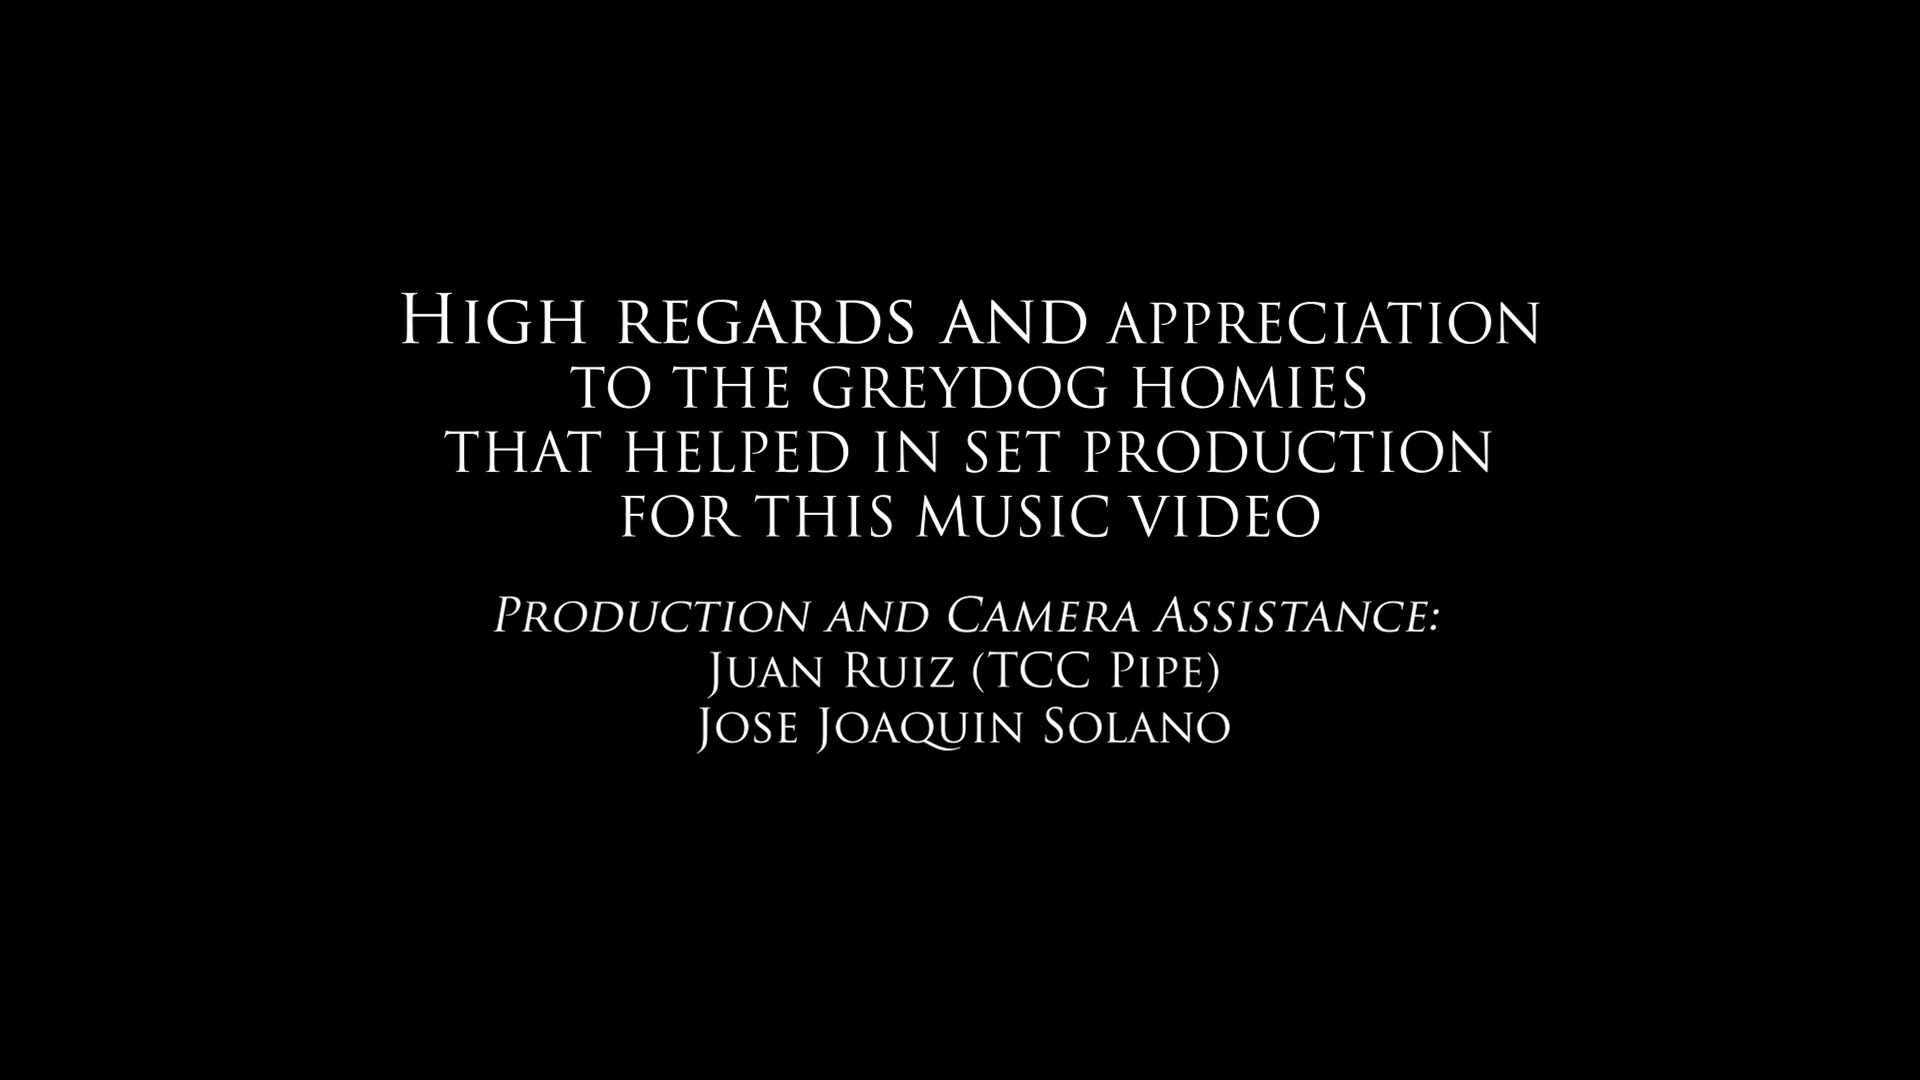 High regards and appreciation
to the greydog homies
that helped in set production
for this music video
Production and Camera Assistance:
Juan Ruiz (TCC Pipe)
Jose Joaquin Solano